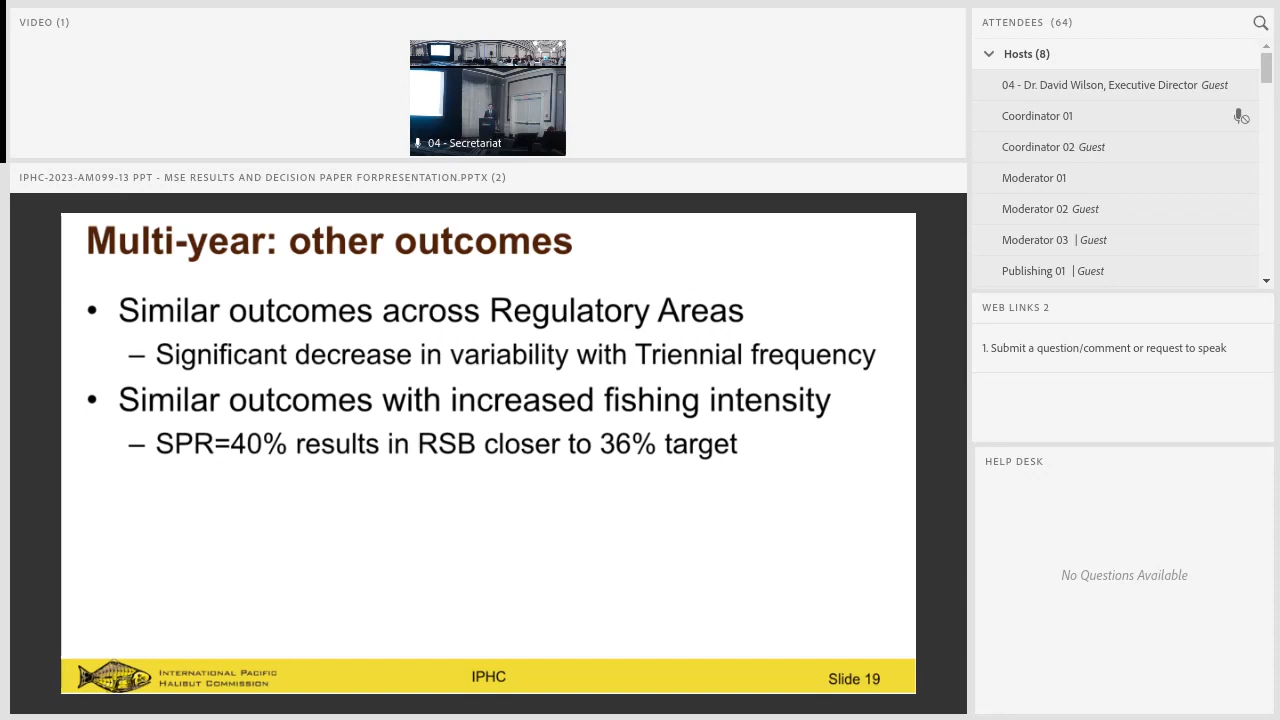 VIDEO (1)
04 - Secretariat
IPHC-2023-AM099-13 PPT - MSE RESULTS AND DECISION PAPER FORPRESENTATION.PPTX (2)
Multi-year: other outcomes
• Similar outcomes across Regulatory Areas
– Significant decrease in variability with Triennial frequency
• Similar outcomes with increased fishing intensity
– SPR=40% results in RSB closer to 36% target
INTERNATIONAL PACIFIC
HALIBUT COMMISSION
IPHC
Slide 19
ATTENDEES (64)
Hosts (8)
04 - Dr. David Wilson, Executive Director Guest
Coordinator 01
Coordinator 02 Guest
Moderator 01
Moderator 02 Guest
Moderator 03 | Guest
Publishing 01 | Guest
WEB LINKS 2
1. Submit a question/comment or request to speak
HELP DESK
No Questions Available